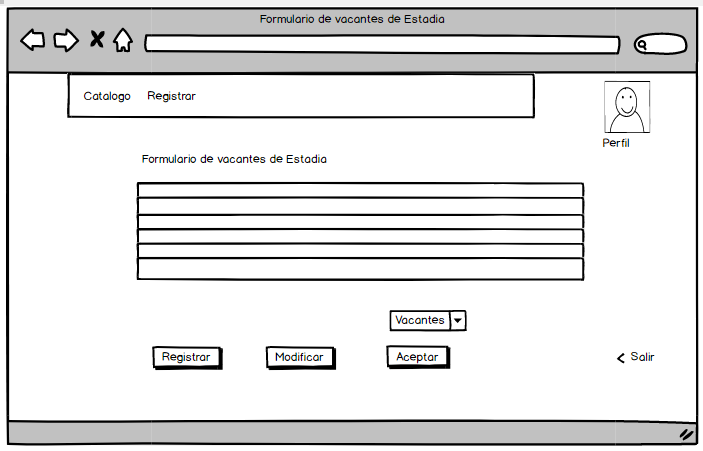 Formulario de vacantes de Estadia
Catalogo Registrar
Perfil
Formulario de vacantes de Estadia
Vacantes
Registrar Modificar Aceptar Salir